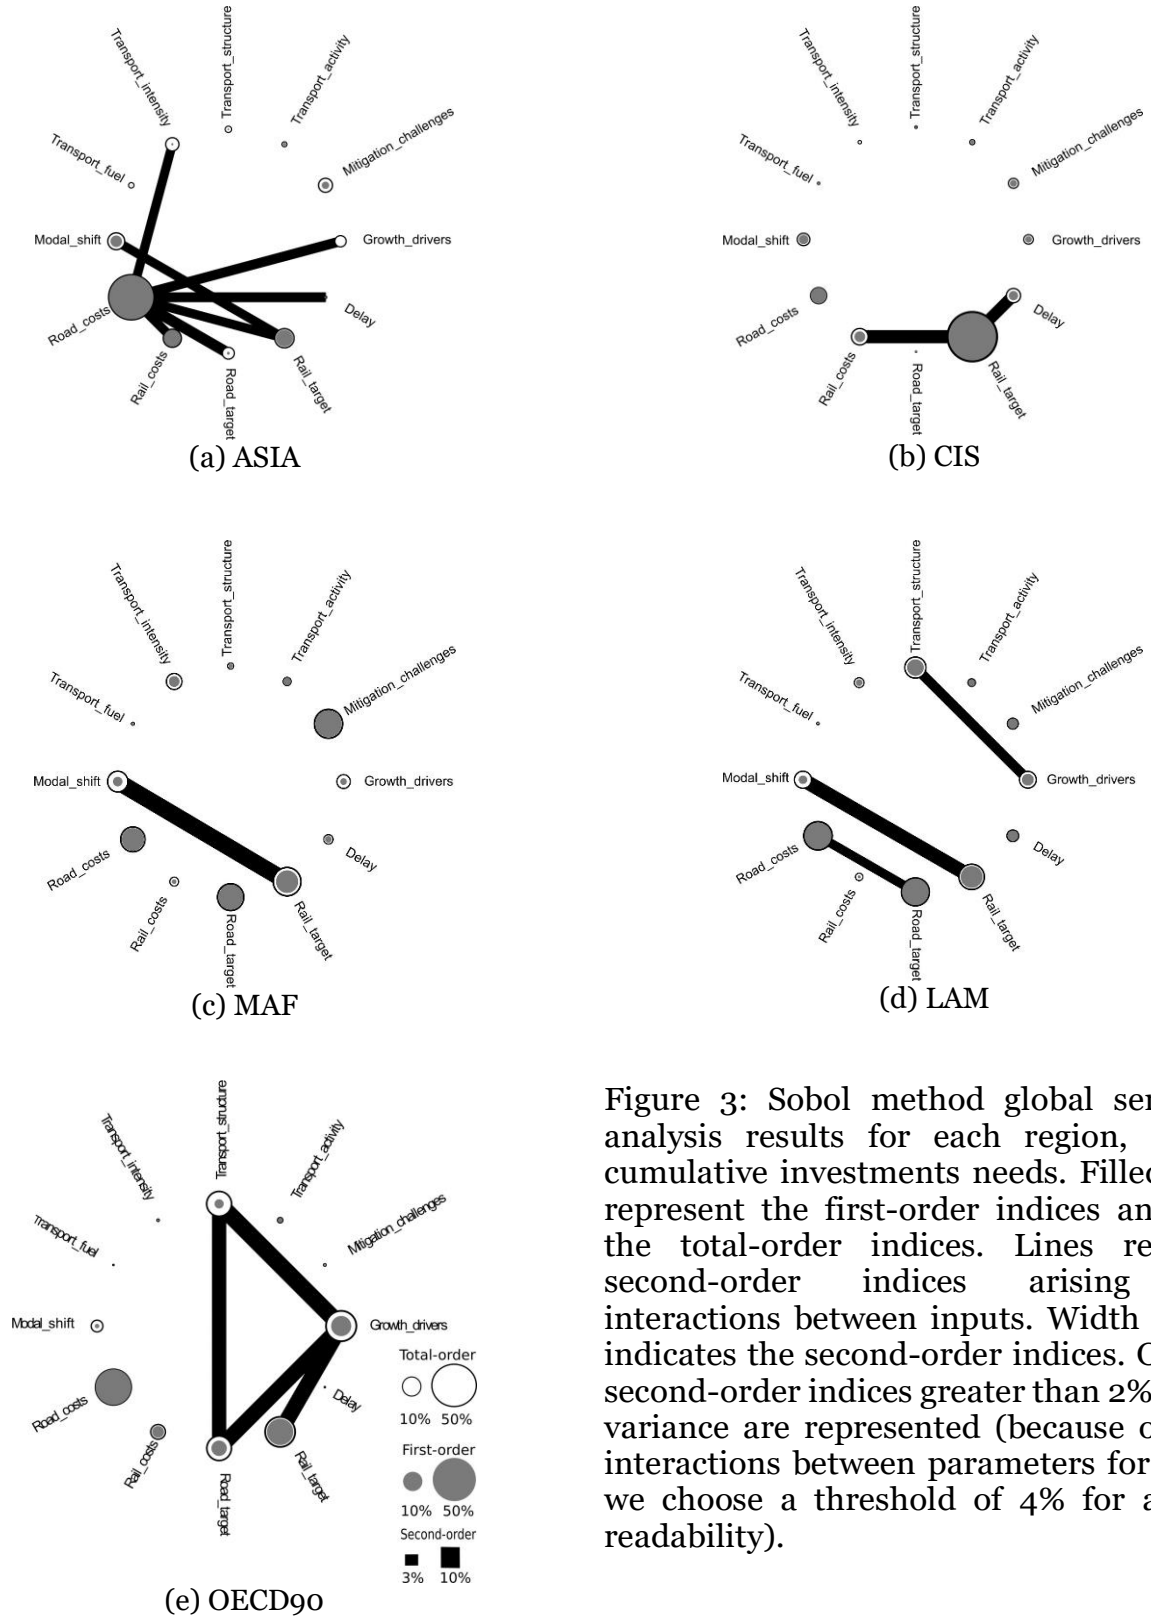 Transport_structure
Transport_intensity
Transport_activity
Transport_fuel
Mitigation_challenges
Modal_shift
Growth_drivers
Road_costs
Delay
Rail_costs
Road_target
Rail_target
(a) ASIA
Transport_structure
Transport_intensity
Transport_activity
Transport_fuel
Mitigation_challenges
Modal_shift
Growth_drivers
Road_costs
Delay
Rail_costs
Road_target
Rail_target
(b) CIS
Transport_structure
Transport_intensity
Transport_activity
Transport_fuel
Mitigation_challenges
Modal_shift
Growth_drivers
Road_costs
Delay
Rail_costs
Road_target
Rail_target
(c) MAF
Transport_structure
Transport_intensity
Transport_activity
Transport_fuel
Mitigation_challenges
Modal_shift
Growth_drivers
Road_costs
Delay
Rail_costs
Road_target
Rail_target
(d) LAM
Transport_structure
Transport_intensity
Transport_activity
Transport_fuel
Mitigation_challenges
Modal_shift
Growth_drivers
Road_costs
Delay
Rail_costs
Road_target
Rail_target
Total-order
10% 50%
First-order
10% 50%
Second-order
3% 10%
(e) OECD90
Figure 3: Sobol method global ser
analysis results for each region,
cumulative investments needs. Filled
represent the first-order indices an
the total-order indices. Lines re
second-order indices arising
interactions between inputs. Width
indicates the second-order indices. O
second-order indices greater than 2%
variance are represented (because o
interactions between parameters for
we choose a threshold of 4% for a
readability).